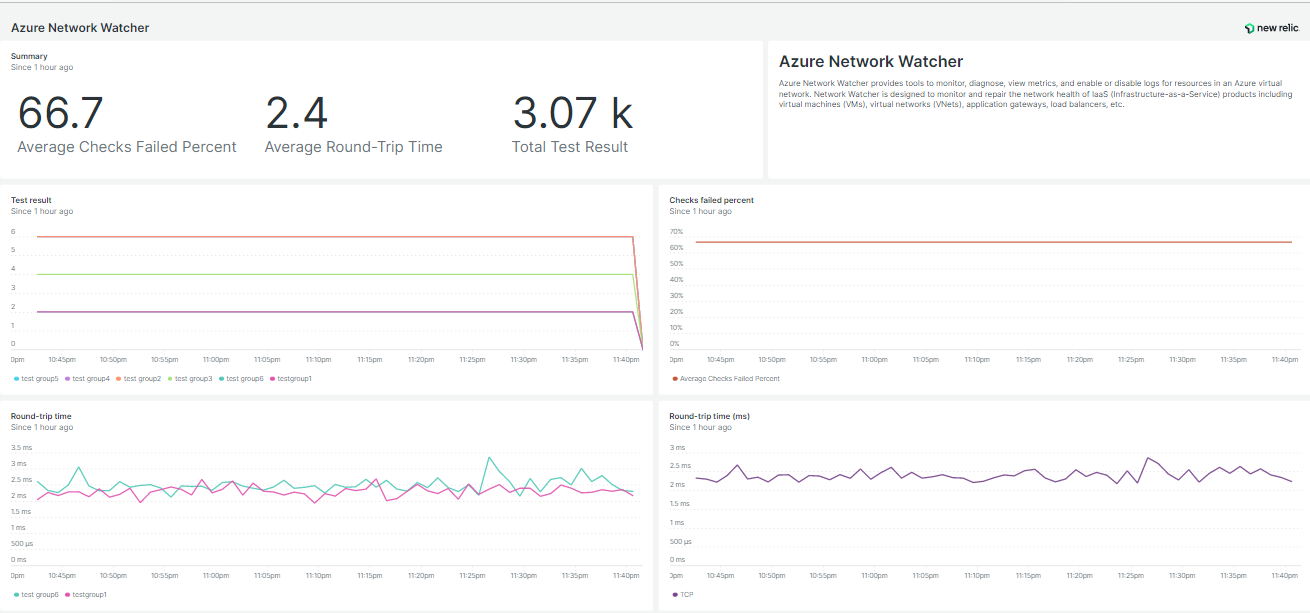 Azure Network Watcher
new relic
Summary
Since 1 hour ago
66.7
Average Checks Failed Percent
2.4
Average Round-Trip Time
3.07 k
Total Test Result
Azure Network Watcher
Azure Network Watcher provides tools to monitor, diagnose, view metrics, and enable or disable logs for resources in an Azure virtual
network. Network Watcher is designed to monitor and repair the network health of IaaS (Infrastructure-as-a-Service) products including
virtual machines (VMs), virtual networks (VNets), application gateways, load balancers, etc.
Test result
Since 1 hour ago
6
5
4
3
2
1
0
0pm 10:45pm 10:50pm 10:55pm 11:00pm 11:05pm 11:10pm 11:15pm 11:20pm 11:25pm 11:30pm 11:35pm 11:40pm
test group5 test group4 test group2 test group3 test group6 testgroup1
Checks failed percent
Since 1 hour ago
70%
60%
50%
40%
30%
20%
10%
0%
0pm 10:45pm 10:50pm 10:55pm 11:00pm 11:05pm 11:10pm 11:15pm 11:20pm 11:25pm 11:30pm 11:35pm 11:40pm
Average Checks Failed Percent
Round-trip time
Since 1 hour ago
3.5 ms
3 ms
2.5 ms
2 ms
1.5 ms
1 ms
500 µs
0 ms
0pm 10:45pm 10:50pm 10:55pm 11:00pm 11:05pm 11:10pm 11:15pm 11:20pm 11:25pm 11:30pm 11:35pm 11:40pm
test group6 testgroup1
Round-trip time (ms)
Since 1 hour ago
3 ms
2.5 ms
2 ms
1.5 ms
1 ms
500 µs
0 ms
0pm 10:45pm 10:50pm 10:55pm 11:00pm 11:05pm 11:10pm 11:15pm 11:20pm 11:25pm 11:30pm 11:35pm 11:40pm
TCP